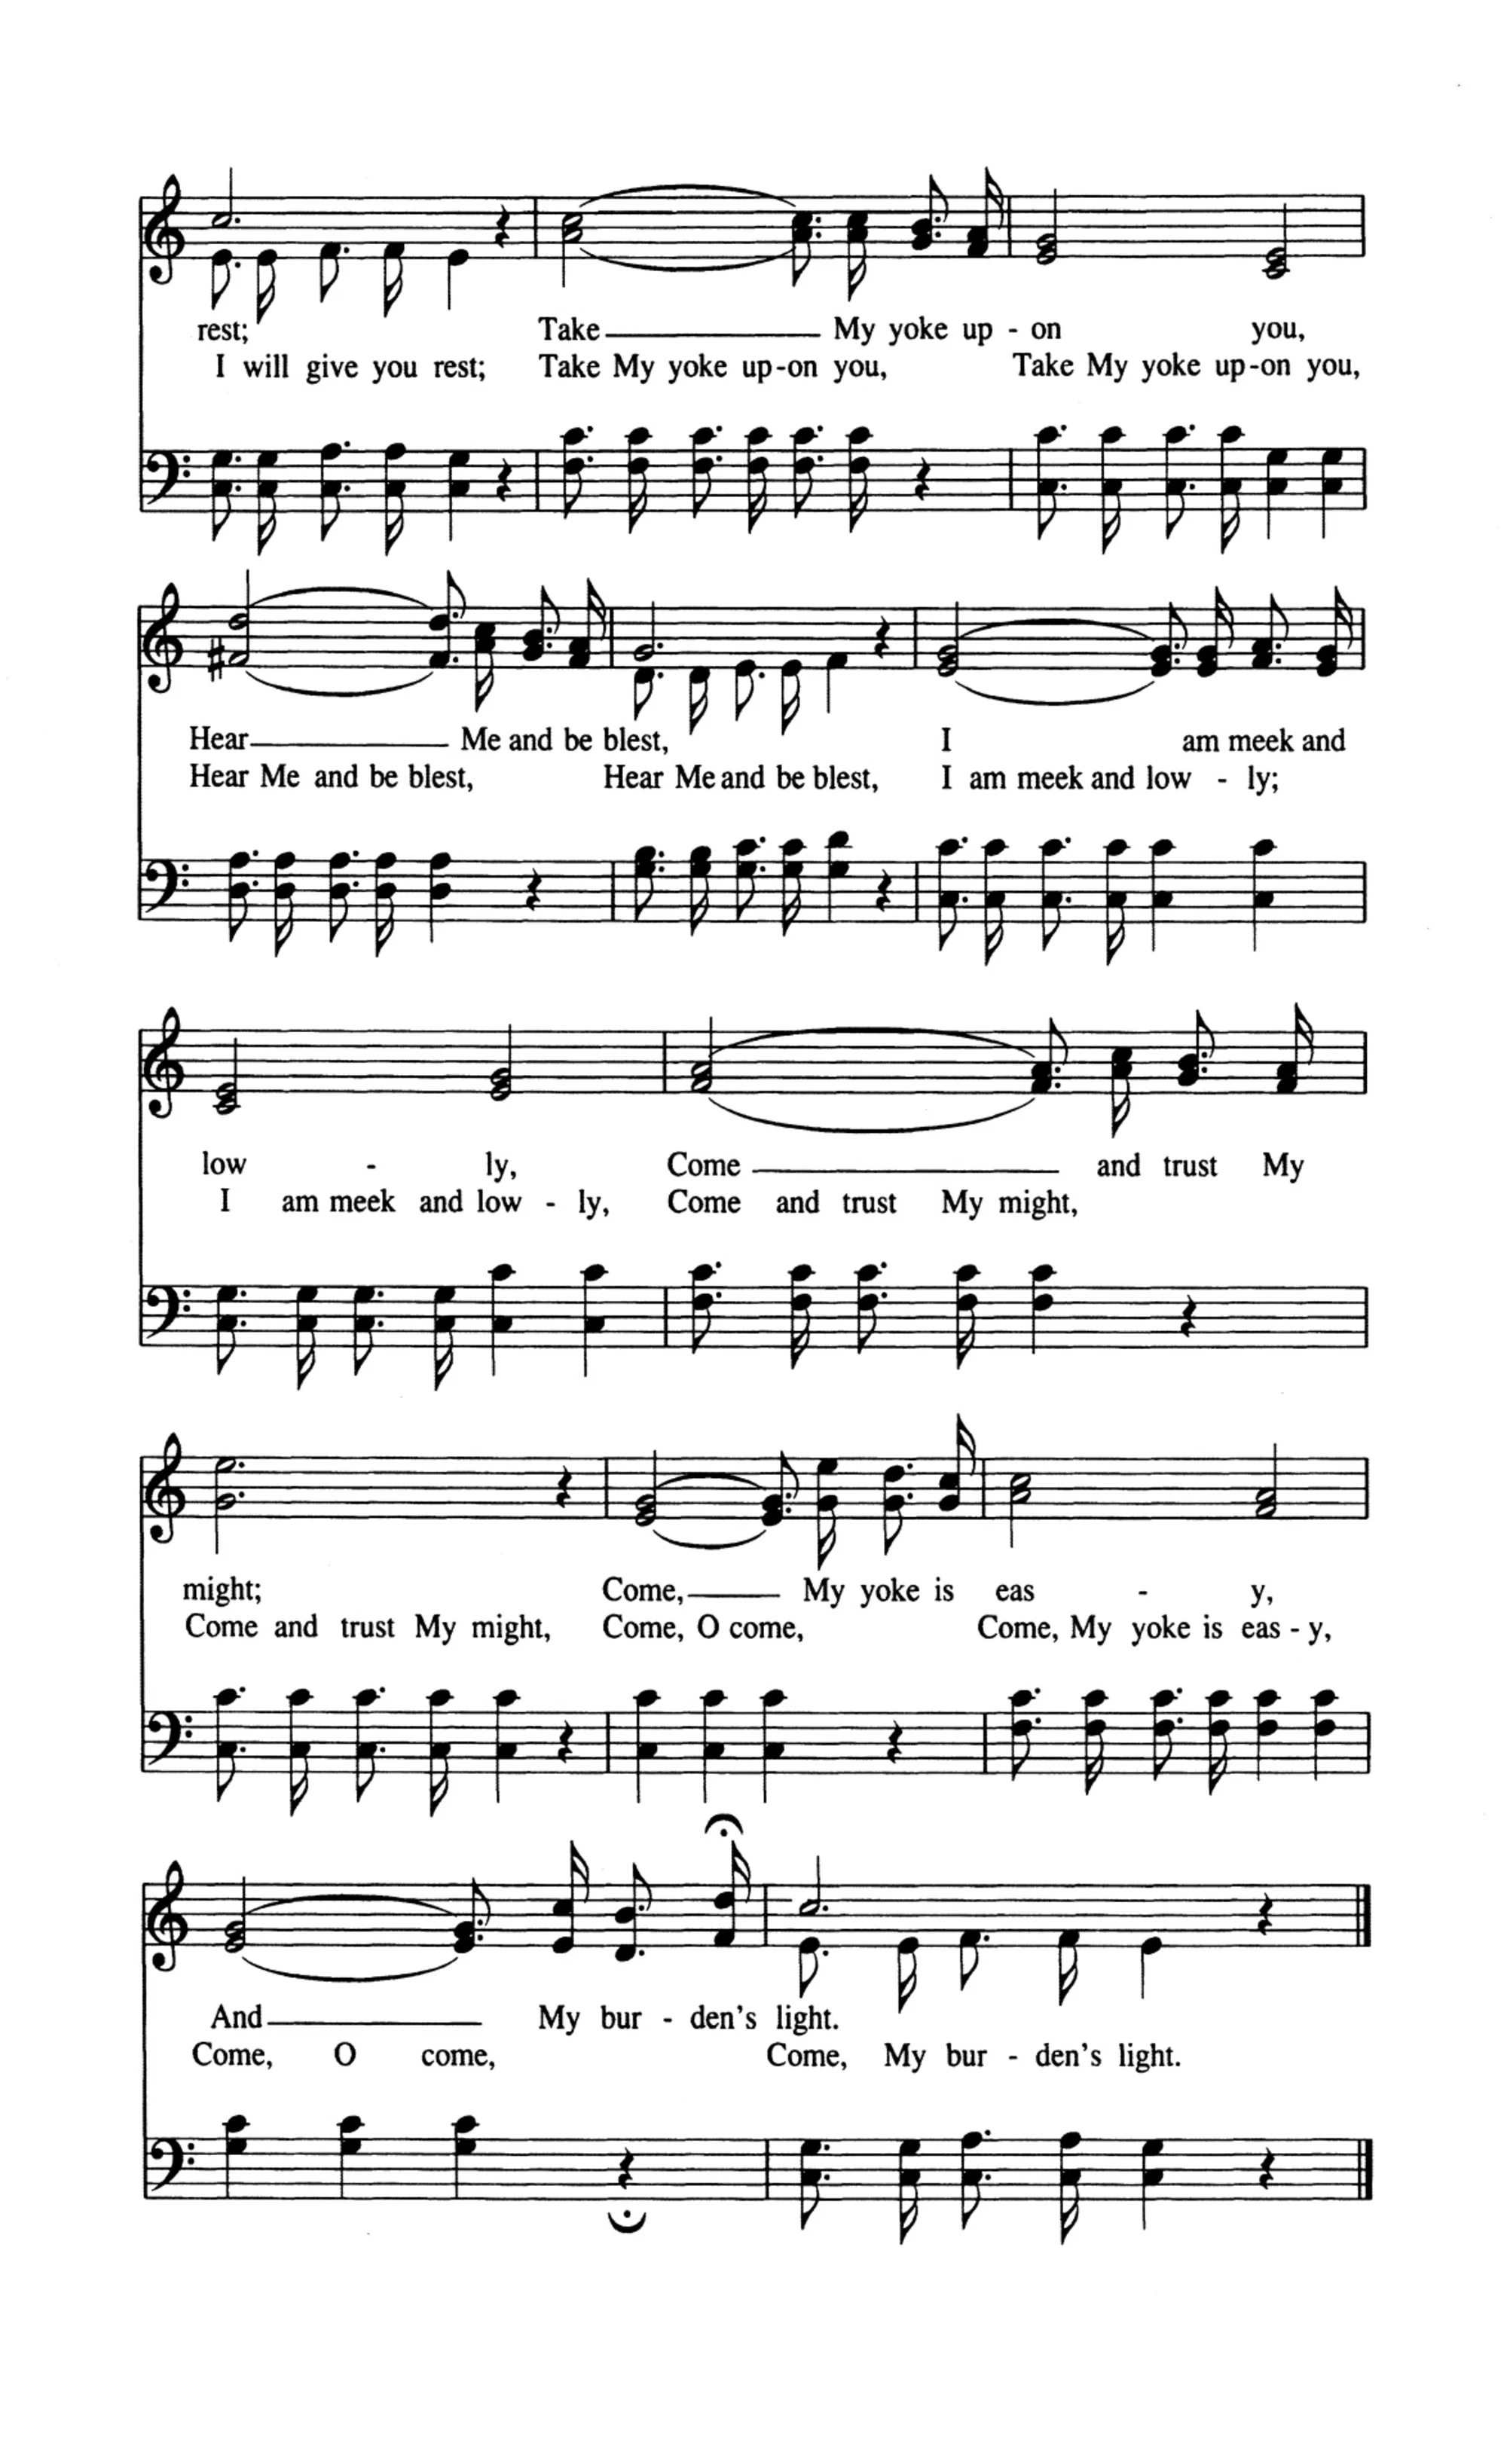 rest; Take My yoke up - on you,
I will give you rest; Take My yoke up-on you, Take My yoke up-on you,
Hear Me and be blest, I am meek and
Hear Me and be blest, Hear Me and be blest, I am meek and low - ly;
low - ly, Come and trust My
I am meek and low - ly, Come and trust My might,
might; Come, My yoke is eas - y,
Come and trust My might, Come, O come, Come, My yoke is eas - y,
And My bur - den's light.
Come, O come, Come, My bur - den's light.